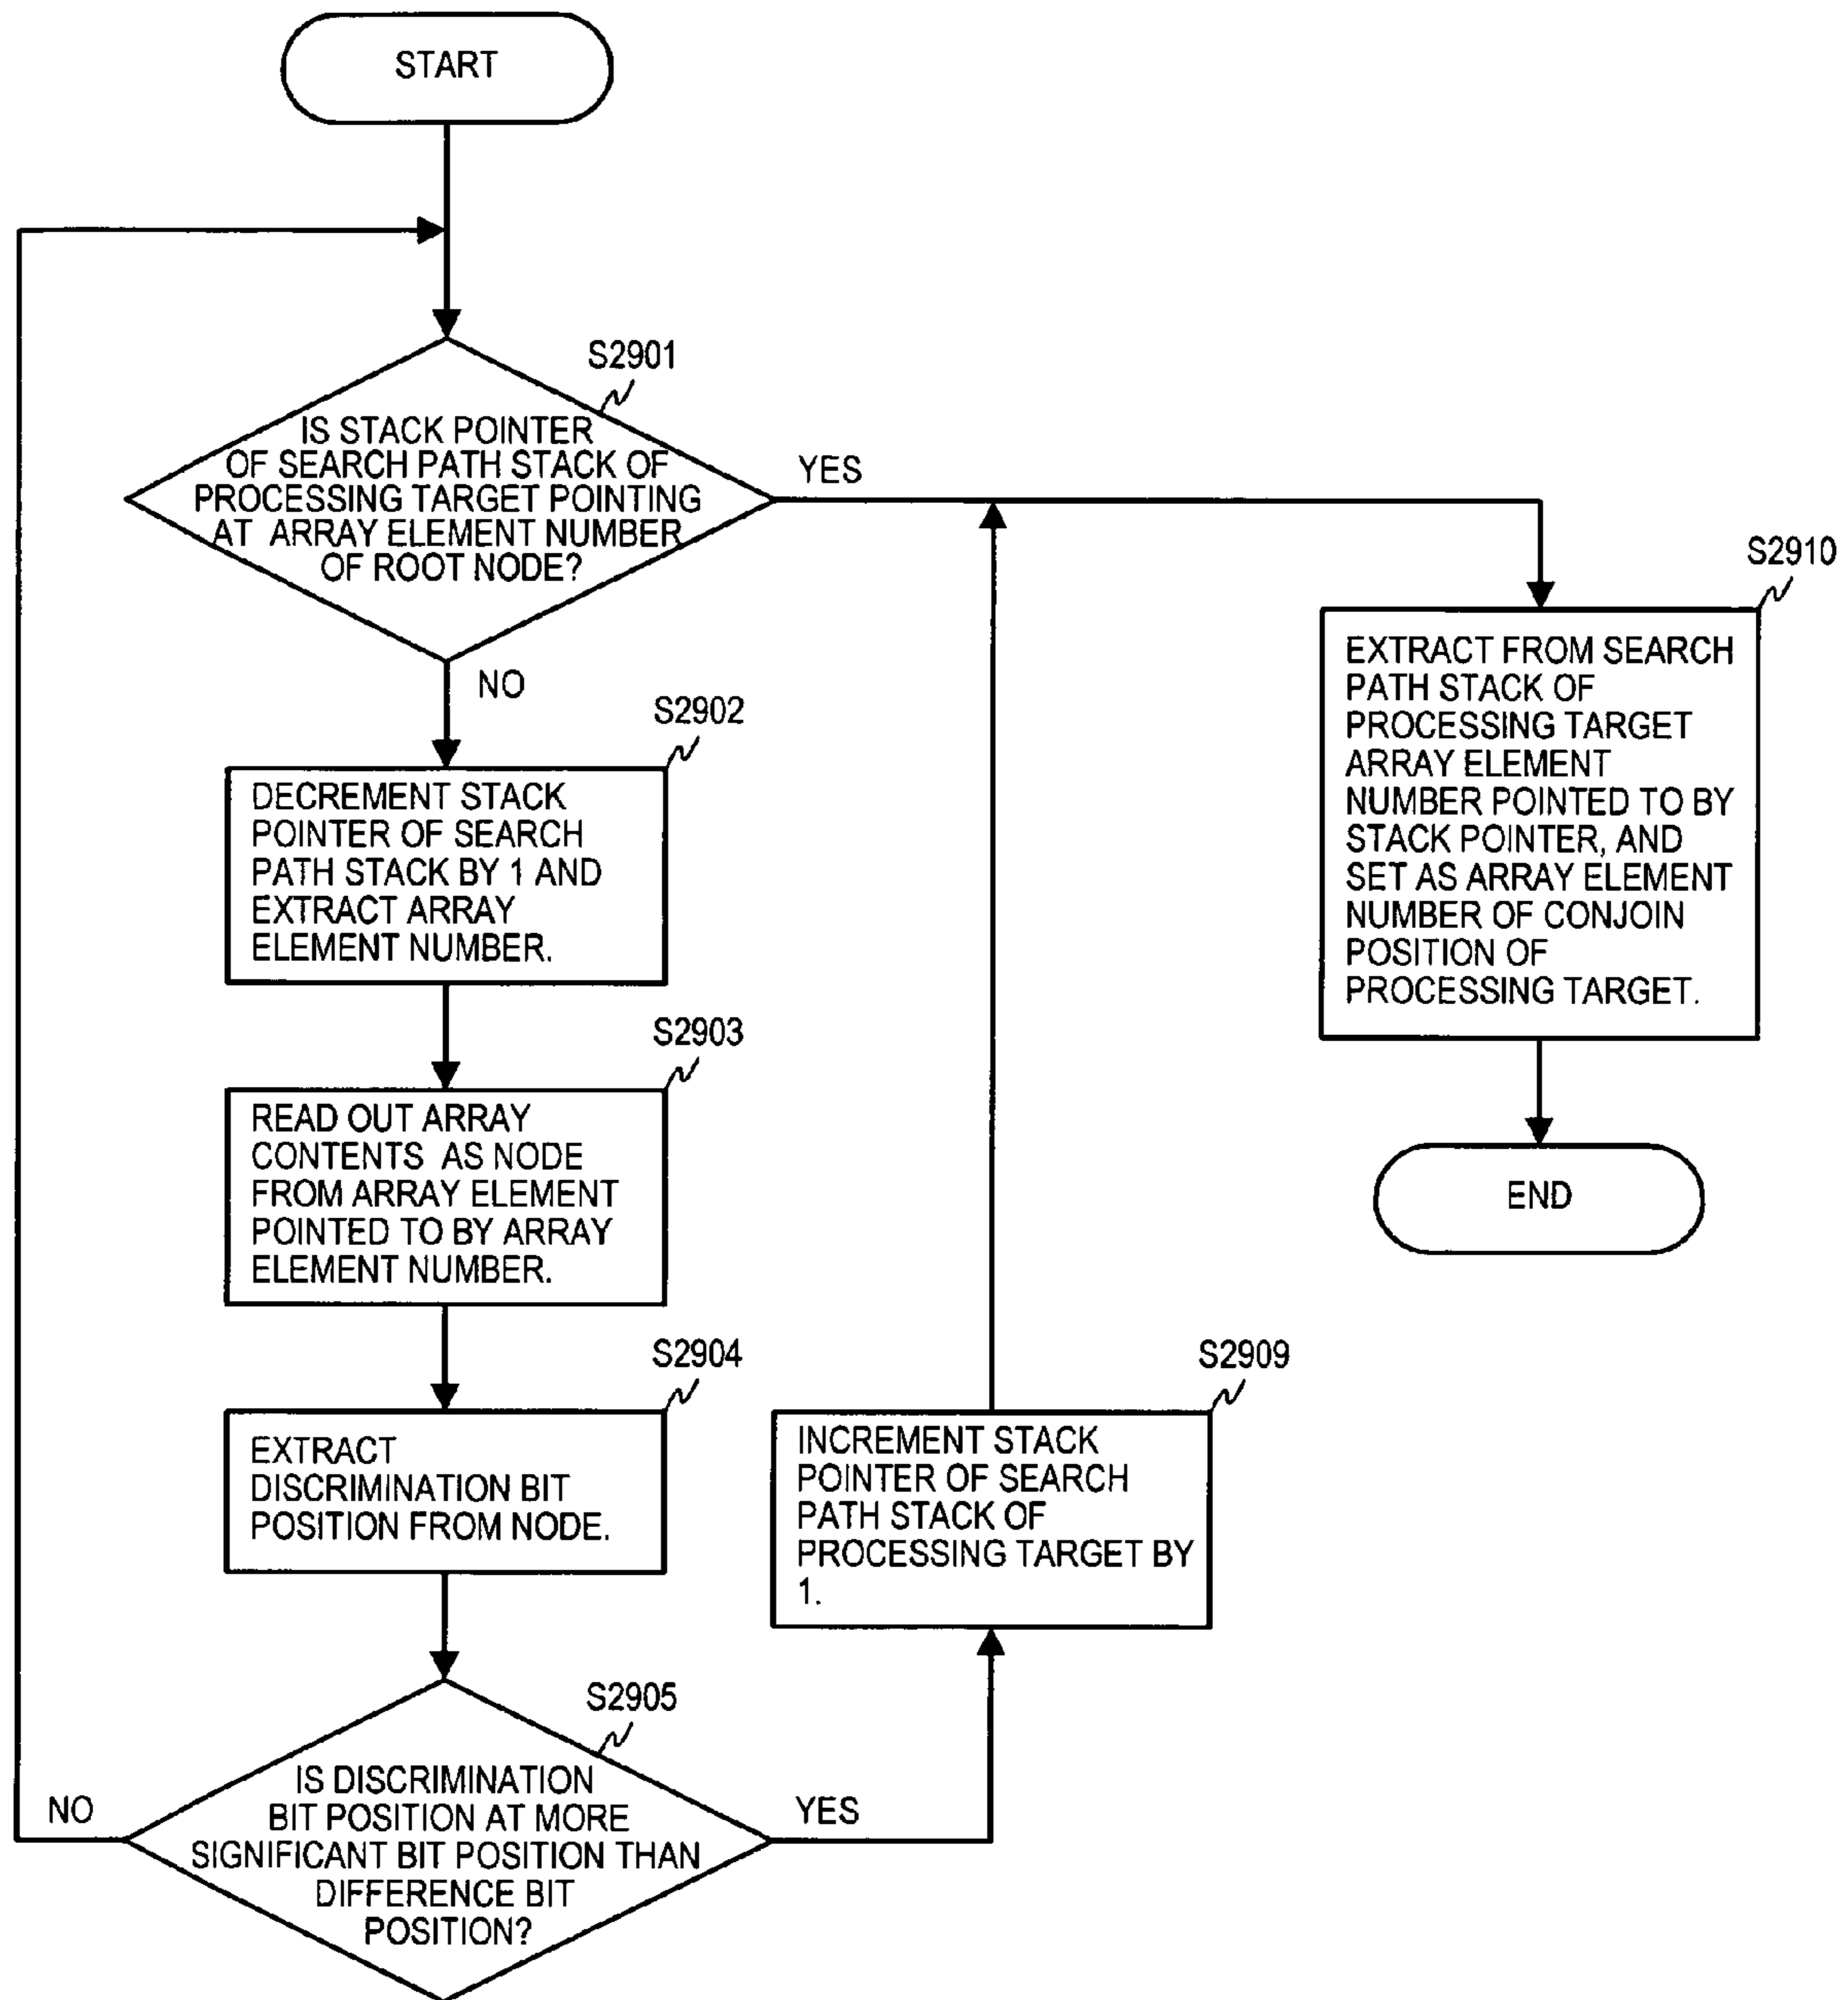 START
S2901
IS STACK POINTER
OF SEARCH PATH STACK OF
PROCESSING TARGET POINTING
AT ARRAY ELEMENT NUMBER
OF ROOT NODE?
YES
NO
S2902
DECREMENT STACK
POINTER OF SEARCH
PATH STACK BY 1 AND
EXTRACT ARRAY
ELEMENT NUMBER.
S2903
READ OUT ARRAY
CONTENTS AS NODE
FROM ARRAY ELEMENT
POINTED TO BY ARRAY
ELEMENT NUMBER.
S2904
EXTRACT
DISCRIMINATION BIT
POSITION FROM NODE.
S2905
IS DISCRIMINATION
BIT POSITION AT MORE
SIGNIFICANT BIT POSITION THAN
DIFFERENCE BIT
POSITION?
NO
YES
S2909
INCREMENT STACK
POINTER OF SEARCH
PATH STACK OF
PROCESSING TARGET BY
1.
S2910
EXTRACT FROM SEARCH
PATH STACK OF
PROCESSING TARGET
ARRAY ELEMENT
NUMBER POINTED TO BY
STACK POINTER, AND
SET AS ARRAY ELEMENT
NUMBER OF CONJOIN
POSITION OF
PROCESSING TARGET.
END